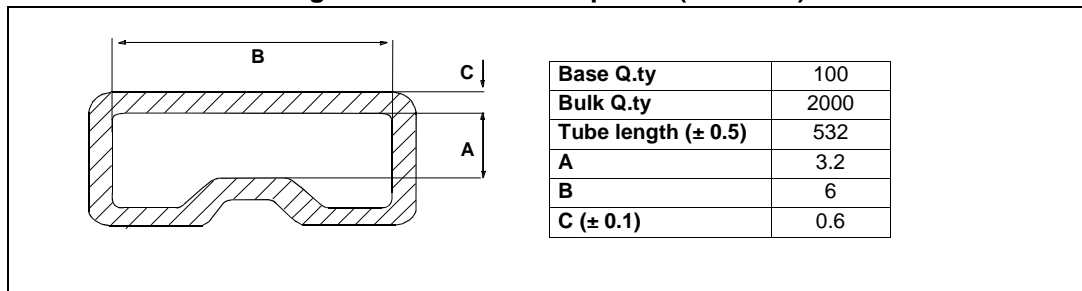 B
C
A
Base Q.ty 100
Bulk Q.ty 2000
Tube length (± 0.5) 532
A 3.2
B 6
C (± 0.1) 0.6